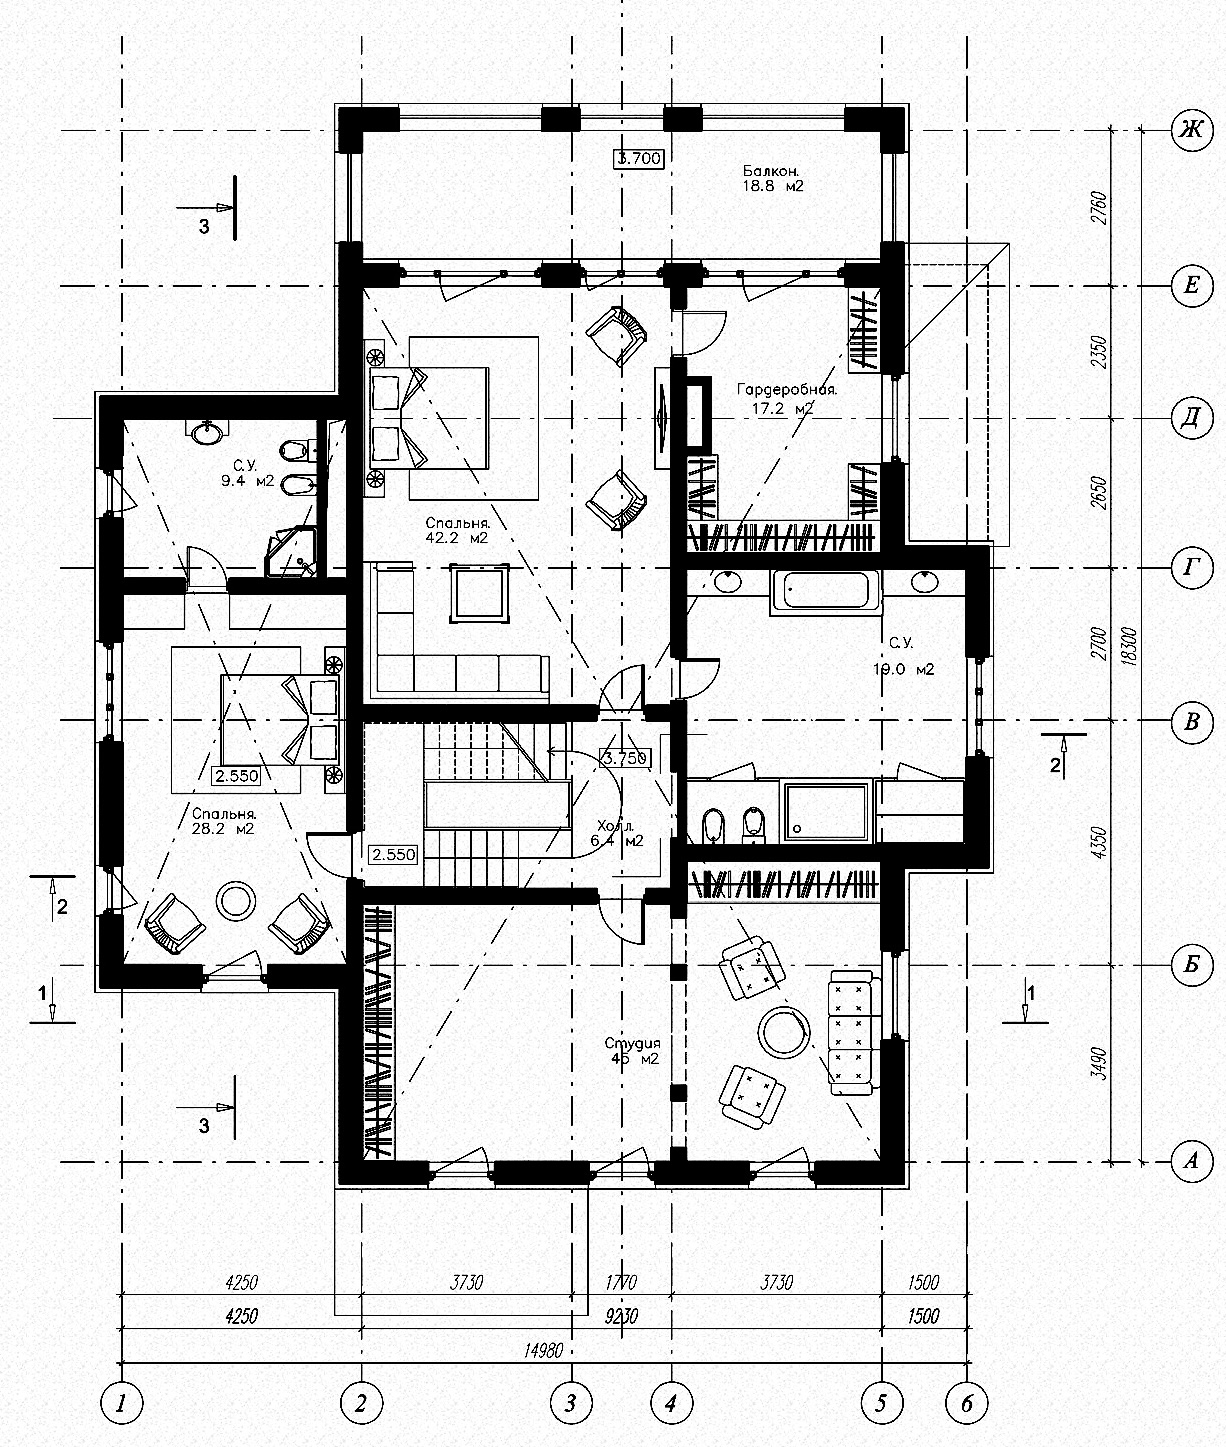 Ж
3.700
Балкон.
18.8 м2
3
2760
Е
2350
Гардеробная.
17.2 м2
Д
С.У.
9.4 м2
2650
Спальня.
42.2 м2
Г
2700
18300
С.У.
19.0 м2
В
3.750
2
2.550
Спальня.
28.2 м2
Холл.
6.4 м2
4350
2.550
2
Б
1
1
Студия
45 м2
3490
3
А
4250
3730
1770
3730
1500
4250
9230
1500
14980
1
2
3
4
5
6